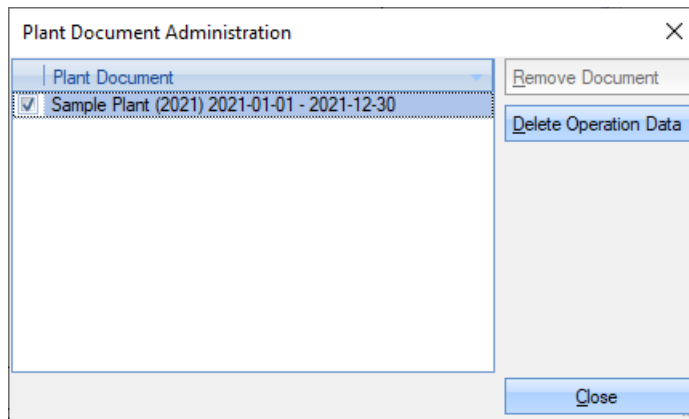 Plant Document Administration
Plant Document
Remove Document
Sample Plant (2021) 2021-01-01 - 2021-12-30
Delete Operation Data
Close